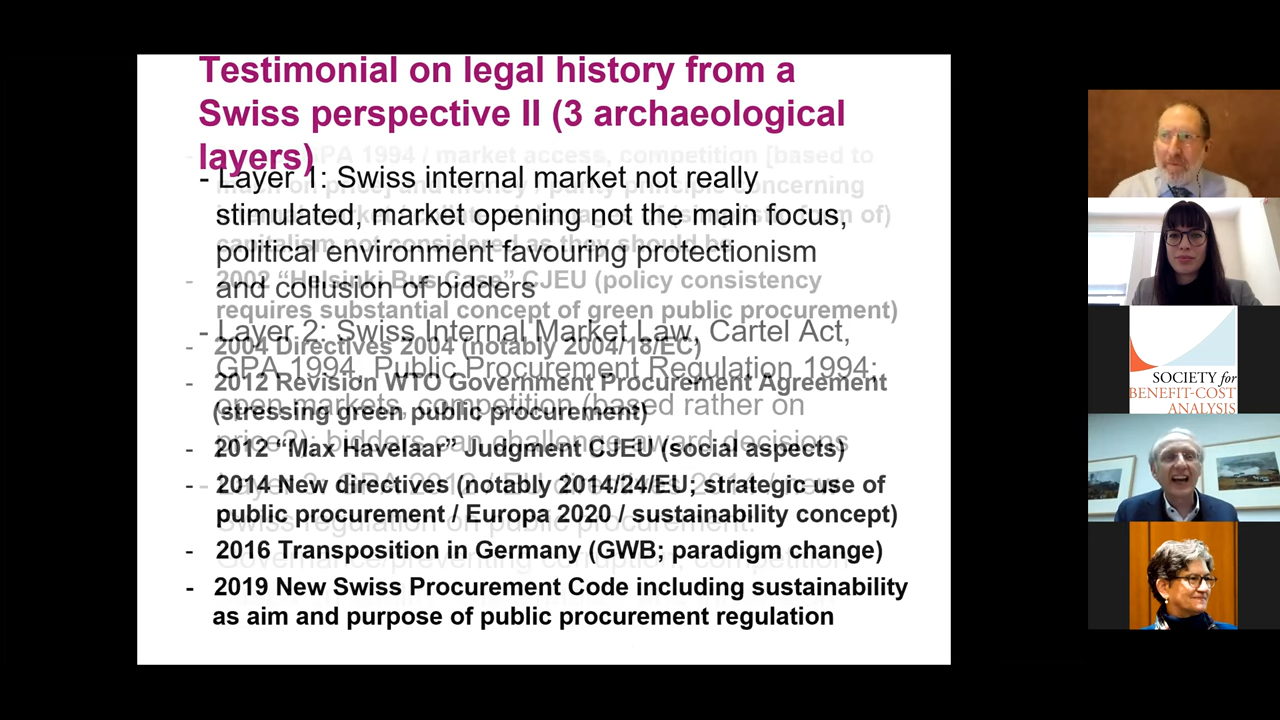 Testimonial on legal history from a
Swiss perspective II (3 archaeological
layers)
- GPA 1994 / market access, competition [based to
- Layer 1: Swiss internal market not really
stimulated, market opening not the main focus,
political environment favouring protectionism
and collusion of bidders
capitalism not considered as they should be
- 2002 “Helsinki Bus Case” CJEU (policy consistency
requires substantial concept of green public procurement)
- Layer 2: Swiss Internal Market Law, Cartel Act,
GPA 1994, Public Procurement Regulation 1994;
open markets, competition (based rather on
price?); bidders can challenge award decisions
- 2004 Directives 2004 (notably 2004/18/EC)
- 2012 Revision WTO Government Procurement Agreement
(stressing green public procurement)
- 2012 “Max Havelaar” Judgment CJEU (social aspects)
- 2014 New directives (notably 2014/24/EU; strategic use of
public procurement / Europa 2020 / sustainability concept)
Swiss regulation on public procurement:
Governance/preventing corruption, competition
- 2016 Transposition in Germany (GWB; paradigm change)
- 2019 New Swiss Procurement Code including sustainability
as aim and purpose of public procurement regulation
SOCIETY for
BENEFIT-COST
ANALYSIS